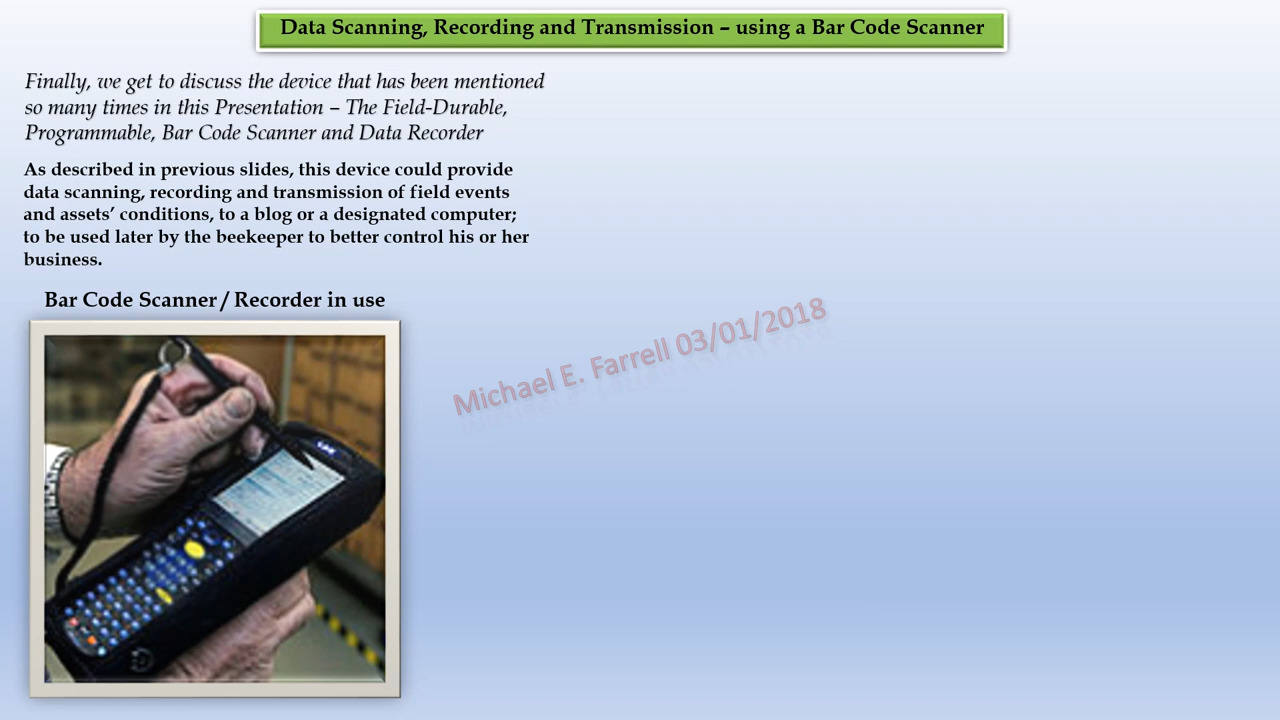 Data Scanning, Recording and Transmission – using a Bar Code Scanner
Finally, we get to discuss the device that has been mentioned
so many times in this Presentation – The Field-Durable,
Programmable, Bar Code Scanner and Data Recorder
As described in previous slides, this device could provide
data scanning, recording and transmission of field events
and assets’ conditions, to a blog or a designated computer;
to be used later by the beekeeper to better control his or her
business.
Bar Code Scanner / Recorder in use
Michael E. Farrell 03/01/2018